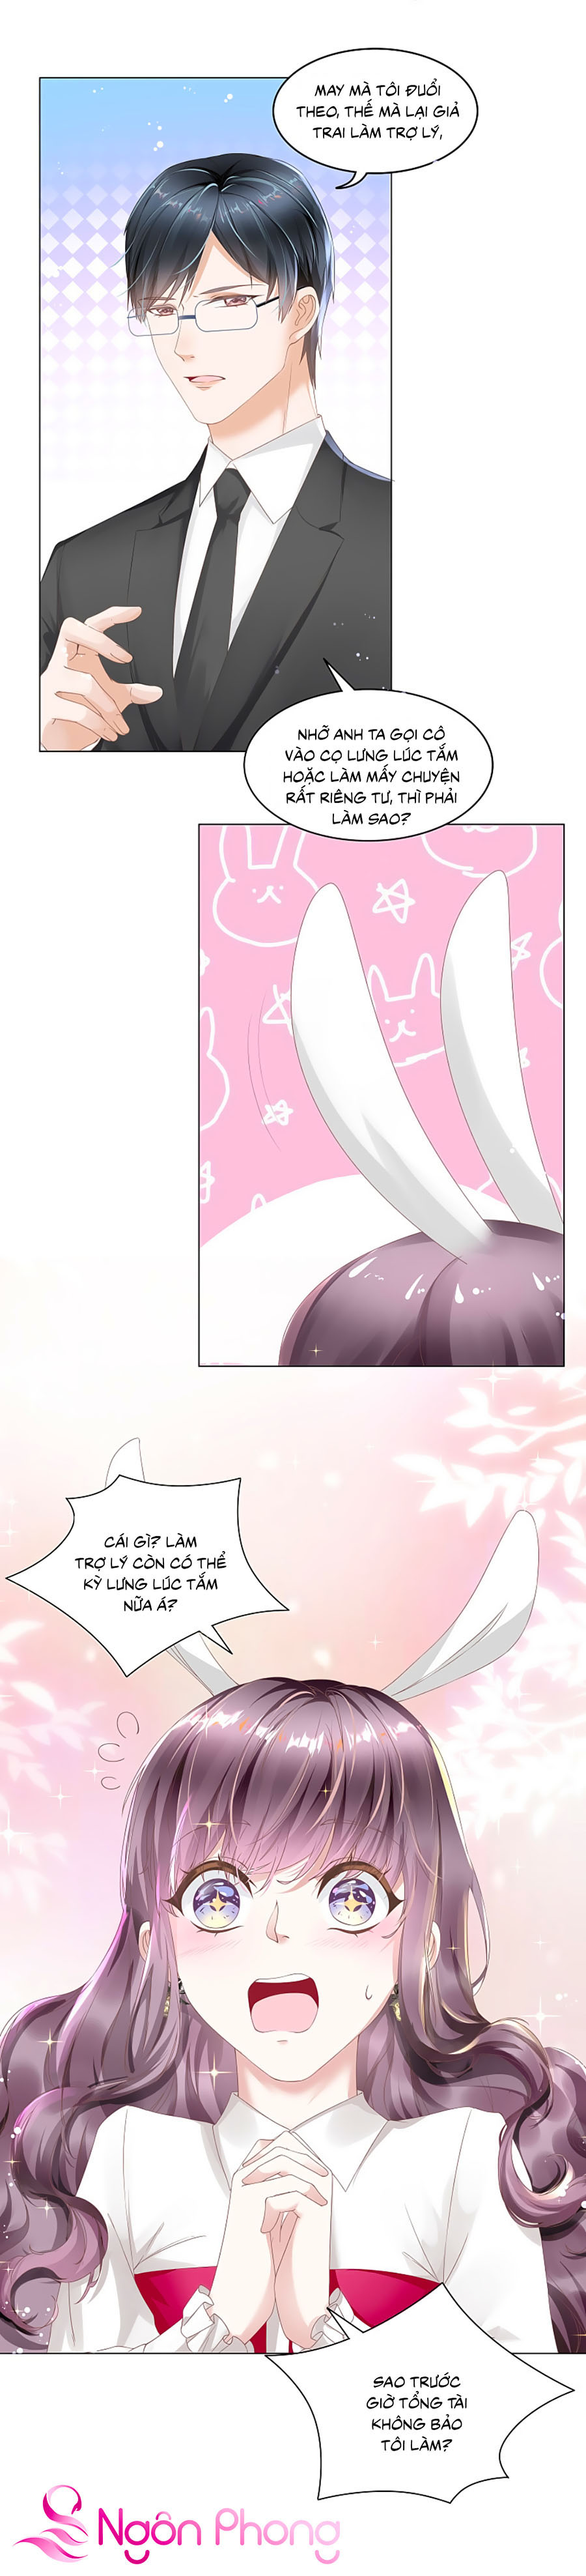 MAY MÀ TÔI ĐUỔI
THEO, THẾ MÀ LẠI GIẢ
TRAI LÀM TRỢ LÝ,
NHỠ ANH TA GỌI CÔ
VÀO CỌ LƯNG LÚC TẮM
HOẶC LÀM MẤY CHUYỆN
RẤT RIÊNG TƯ, THÌ PHẢI
LÀM SAO?
CÁI GÌ? LÀM
TRỢ LÝ CÒN CÓ THỂ
KỲ LƯNG LÚC TẮM
NỮA Á?
SAO TRƯỚC
GIỜ TỔNG TÀI
KHÔNG BẢO
TÔI LÀM?
Ngôn Phong